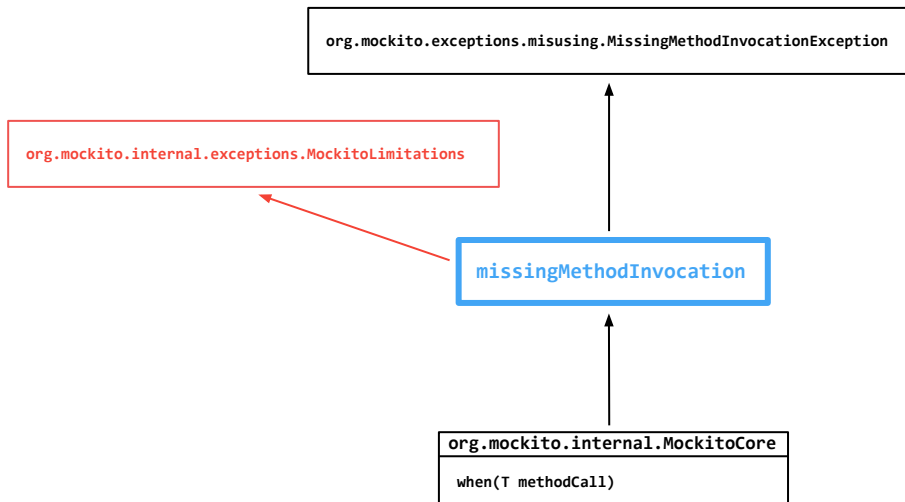 org.mockito.exceptions.misusing.MissingMethodInvocationException
org.mockito.internal.exceptions.MockitoLimitations
missingMethodInvocation
org.mockito.internal.MockitoCore
when(T methodCall)